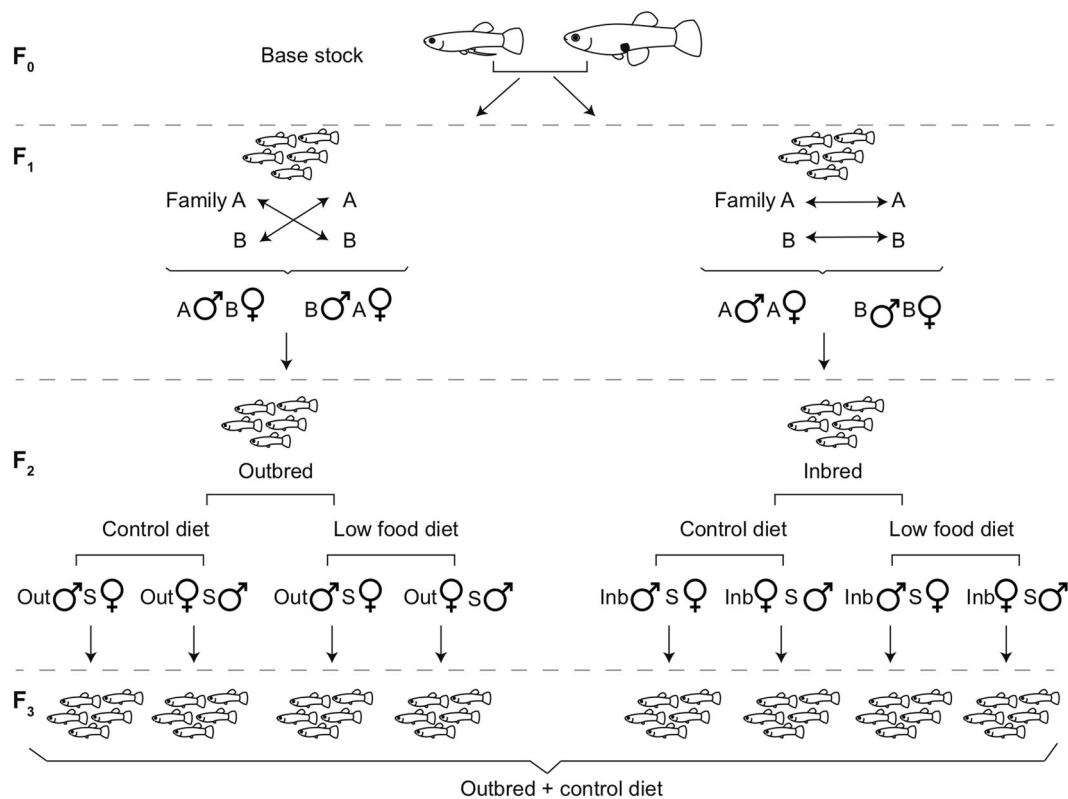 F0
Base stock
F1
Family A A
B B
A♂B♀ B♂A♀
Family A A
B B
A♂A♀ B♂B♀
F2
Outbred Inbred
Control diet Low food diet Control diet Low food diet
Out♂S♀ Out♀S♂ Out♂S♀ Out♀S♂ Inb♂S♀ Inb♀S♂ Inb♂S♀ Inb♀S♂
F3
Outbred + control diet